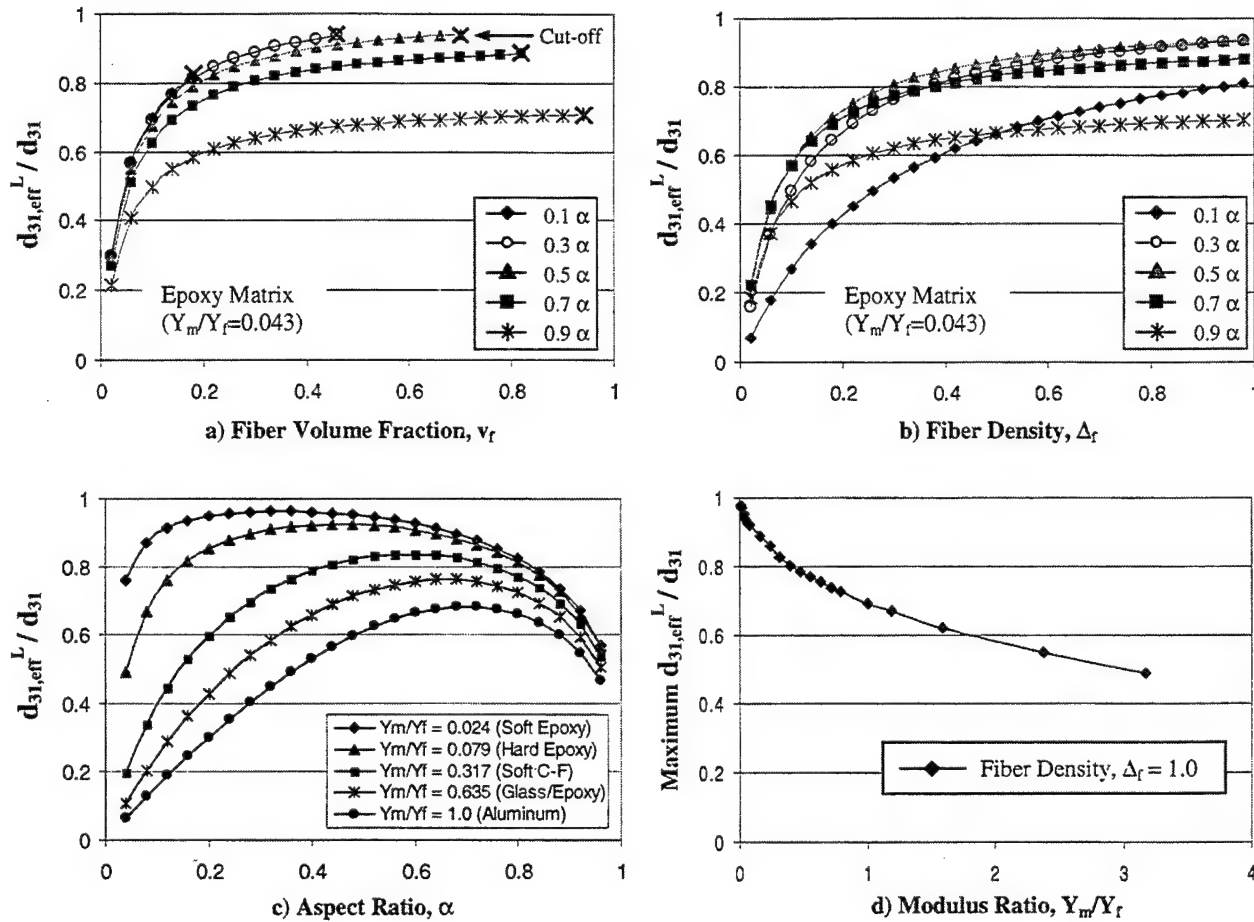 1
0.8
0.6
0.4
0.2
0
d31,eff^L / d31
Cut-off
Epoxy Matrix
(Ym/Yf=0.043)
0.1 α
0.3 α
0.5 α
0.7 α
0.9 α
0 0.2 0.4 0.6 0.8 1
a) Fiber Volume Fraction, vf
1
0.8
0.6
0.4
0.2
0
d31,eff^L / d31
Epoxy Matrix
(Ym/Yf=0.043)
0.1 α
0.3 α
0.5 α
0.7 α
0.9 α
0 0.2 0.4 0.6 0.8 1
b) Fiber Density, Δf
1
0.8
0.6
0.4
0.2
0
d31,eff^L / d31
Ym/Yf = 0.024 (Soft Epoxy)
Ym/Yf = 0.079 (Hard Epoxy)
Ym/Yf = 0.317 (Soft C-F)
Ym/Yf = 0.635 (Glass/Epoxy)
Ym/Yf = 1.0 (Aluminum)
0 0.2 0.4 0.6 0.8 1
c) Aspect Ratio, α
1
0.8
0.6
0.4
0.2
0
Maximum d31,eff^L / d31
Fiber Density, Δf = 1.0
0 1 2 3 4
d) Modulus Ratio, Ym/Yf